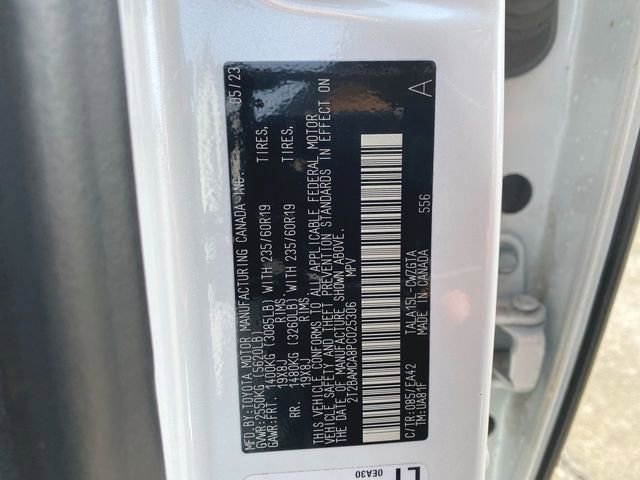 MFD BY:TOYOTA MOTOR MANUFACTURING CANADA INC. 05/23
GVWR:2550KG(5620LB)
GAWR:FRT. 1400KG(3085LB) WITH 235/60R19 TIRES,
19X8J RIMS,
RR. 1480KG(3260LB) WITH 235/60R19 TIRES,
19X8J RIMS.
THIS VEHICLE CONFORMS TO ALL APPLICABLE FEDERAL MOTOR
VEHICLE SAFETY AND THEFT PREVENTION STANDARDS IN EFFECT ON
THE DATE OF MANUFACTURE SHOWN ABOVE.
2T2BAMCA8PC025306 MPV A
C/TR:085/EA42 TALA15L-CWZGTA 556
TM:UA81F MADE IN CANADA
0EA30